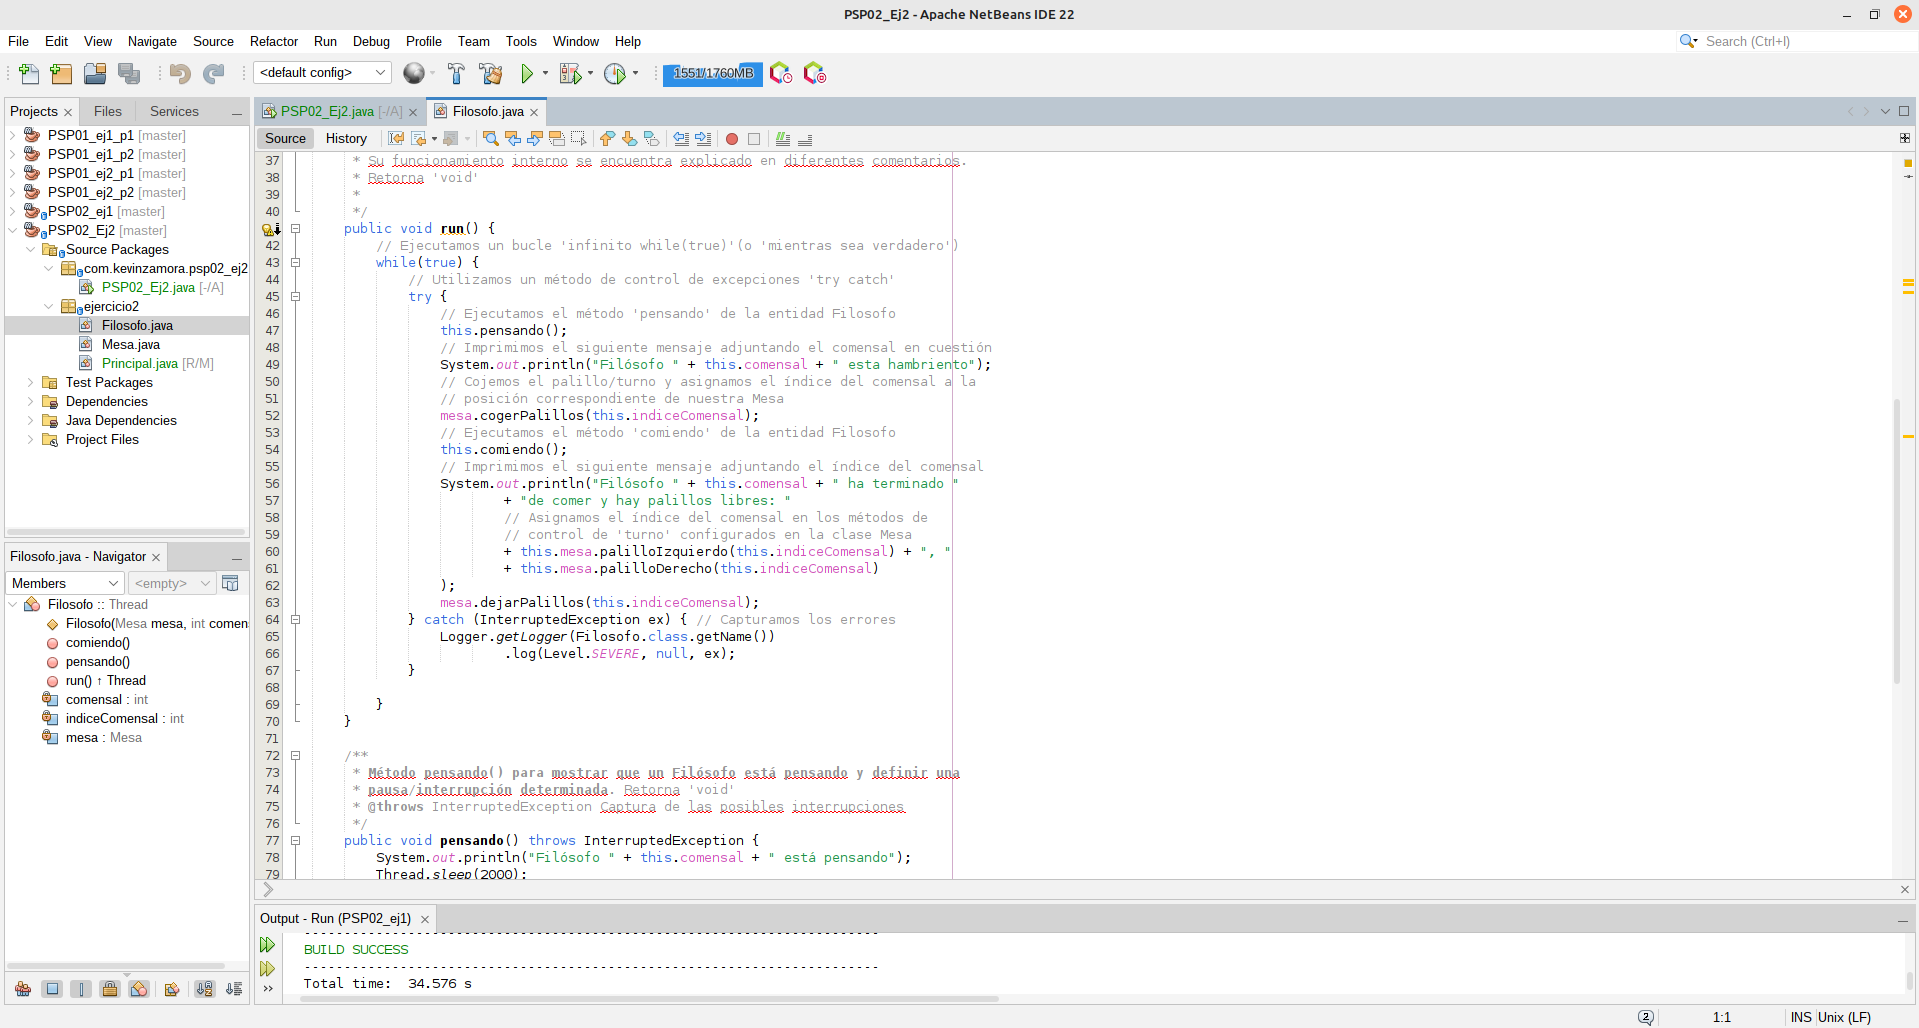 PSP02_Ej2 - Apache NetBeans IDE 22
File Edit View Navigate Source Refactor Run Debug Profile Team Tools Window Help
Search (Ctrl+I)
<default config>
1551/1760MB
Projects Files Services
PSP02_Ej2.java [-/A] Filosofo.java
Source History
PSP01_ej1_p1 [master]
PSP01_ej1_p2 [master]
PSP01_ej2_p1 [master]
PSP01_ej2_p2 [master]
PSP02_ej1 [master]
PSP02_Ej2 [master]
Source Packages
com.kevinzamora.psp02_ej2
PSP02_Ej2.java [-/A]
ejercicio2
Filosofo.java
Mesa.java
Principal.java [R/M]
Test Packages
Dependencies
Java Dependencies
Project Files
Filosofo.java - Navigator
Members <empty>
Filosofo :: Thread
Filosofo(Mesa mesa, int comen
comiendo()
pensando()
run() ↑ Thread
comensal : int
indiceComensal : int
mesa : Mesa
37 * Su funcionamiento interno se encuentra explicado en diferentes comentarios.
38 * Retorna 'void'
39 *
40 */
public void run() {
42 // Ejecutamos un bucle 'infinito while(true)'(o 'mientras sea verdadero')
43 while(true) {
44 // Utilizamos un método de control de excepciones 'try catch'
45 try {
46 // Ejecutamos el método 'pensando' de la entidad Filosofo
47 this.pensando();
48 // Imprimimos el siguiente mensaje adjuntando el comensal en cuestión
49 System.out.println("Filósofo " + this.comensal + " esta hambriento");
50 // Cojemos el palillo/turno y asignamos el índice del comensal a la
51 // posición correspondiente de nuestra Mesa
52 mesa.cogerPalillos(this.indiceComensal);
53 // Ejecutamos el método 'comiendo' de la entidad Filosofo
54 this.comiendo();
55 // Imprimimos el siguiente mensaje adjuntando el índice del comensal
56 System.out.println("Filósofo " + this.comensal + " ha terminado "
57 + "de comer y hay palillos libres: "
58 // Asignamos el índice del comensal en los métodos de
59 // control de 'turno' configurados en la clase Mesa
60 + this.mesa.palilloIzquierdo(this.indiceComensal) + ", "
61 + this.mesa.palilloDerecho(this.indiceComensal)
62 );
63 mesa.dejarPalillos(this.indiceComensal);
64 } catch (InterruptedException ex) { // Capturamos los errores
65 Logger.getLogger(Filosofo.class.getName())
66 .log(Level.SEVERE, null, ex);
67 }
68
69 }
70 }
71
72 /**
73 * Método pensando() para mostrar que un Filósofo está pensando y definir una
74 * pausa/interrupción determinada. Retorna 'void'
75 * @throws InterruptedException Captura de las posibles interrupciones
76 */
77 public void pensando() throws InterruptedException {
78 System.out.println("Filósofo " + this.comensal + " está pensando");
79 Thread.sleep(2000);
Output - Run (PSP02_ej1)
------------------------------------------------------------------------
BUILD SUCCESS
------------------------------------------------------------------------
Total time:  34.576 s
2 1:1 INS Unix (LF)